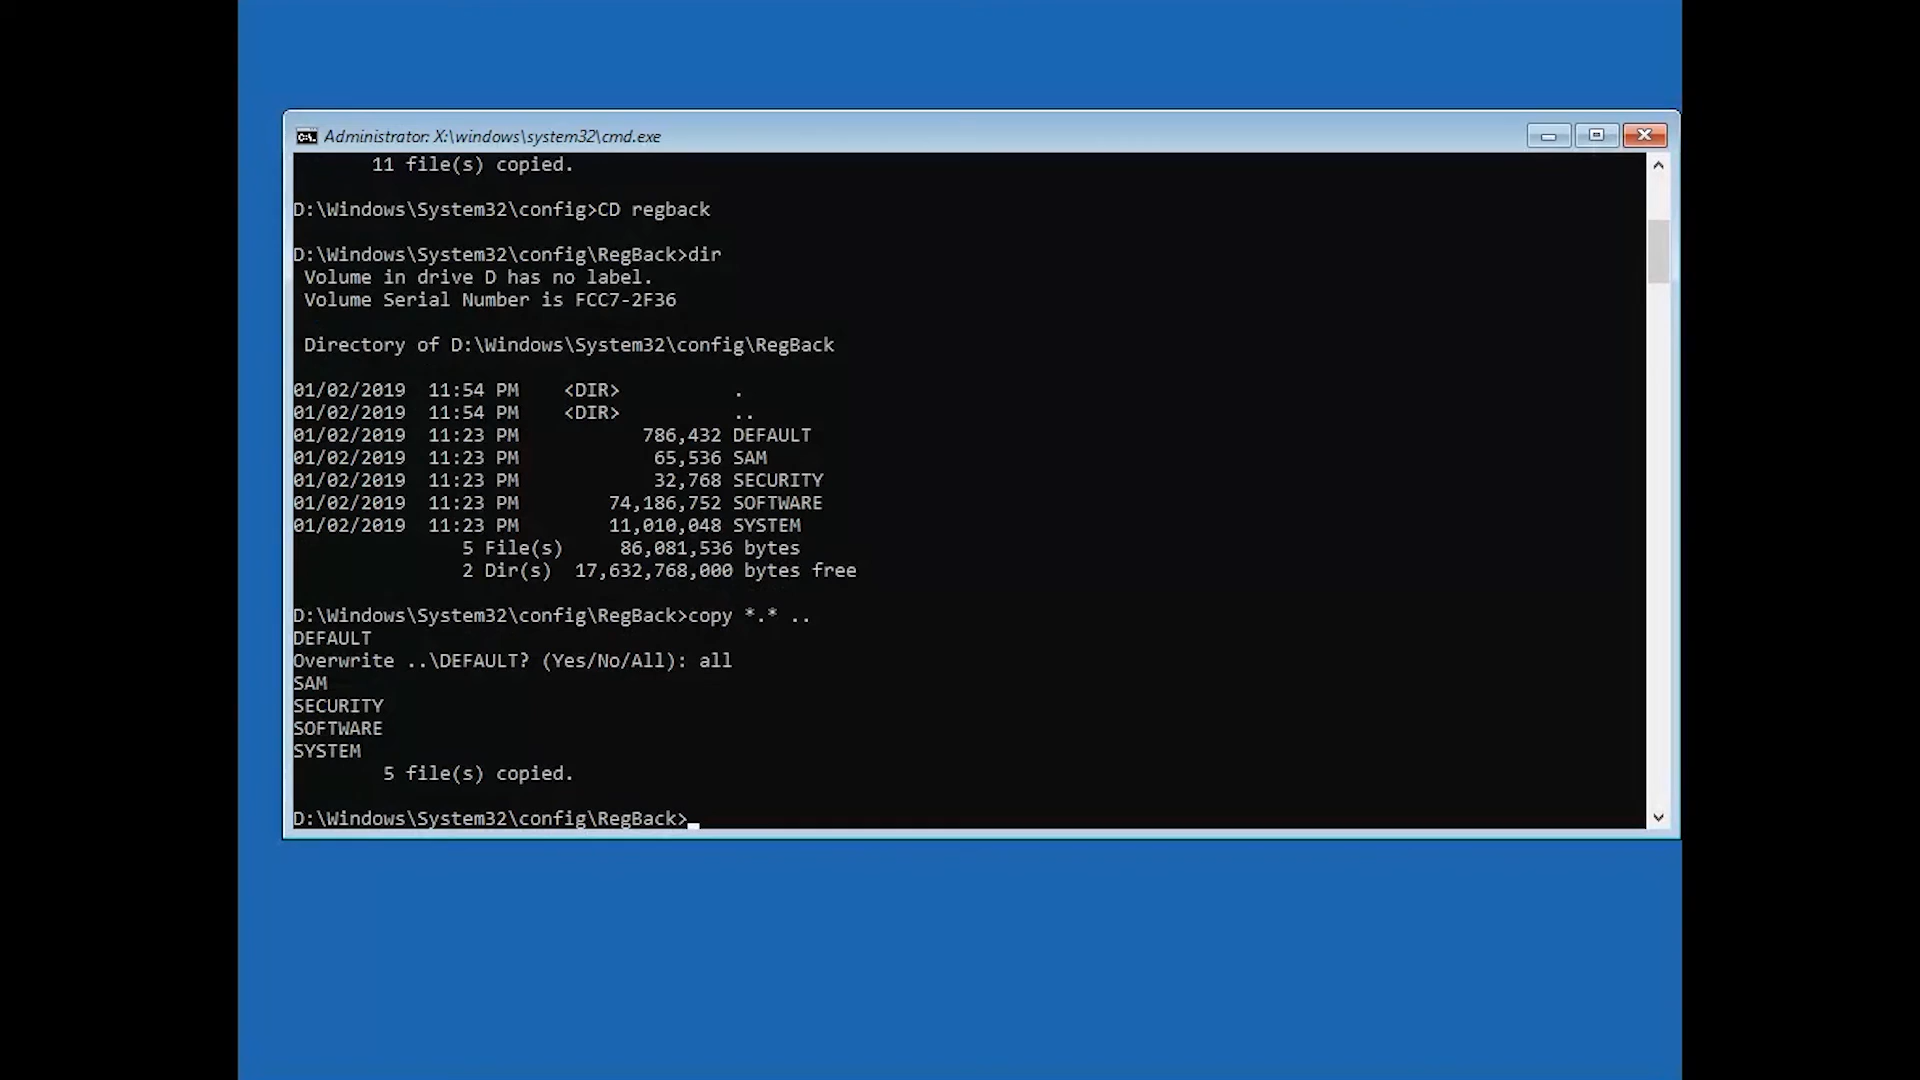 Administrator: X:\windows\system32\cmd.exe
11 file(s) copied.
D:\Windows\System32\config>CD regback
D:\Windows\System32\config\RegBack>dir
Volume in drive D has no label.
Volume Serial Number is FCC7-2F36
Directory of D:\Windows\System32\config\RegBack
01/02/2019  11:54 PM    <DIR>          .
01/02/2019  11:54 PM    <DIR>          ..
01/02/2019  11:23 PM           786,432 DEFAULT
01/02/2019  11:23 PM            65,536 SAM
01/02/2019  11:23 PM            32,768 SECURITY
01/02/2019  11:23 PM        74,186,752 SOFTWARE
01/02/2019  11:23 PM        11,010,048 SYSTEM
5 File(s)     86,081,536 bytes
2 Dir(s)  17,632,768,000 bytes free
D:\Windows\System32\config\RegBack>copy *.* ..
DEFAULT
Overwrite ..\DEFAULT? (Yes/No/All): all
SAM
SECURITY
SOFTWARE
SYSTEM
5 file(s) copied.
D:\Windows\System32\config\RegBack>